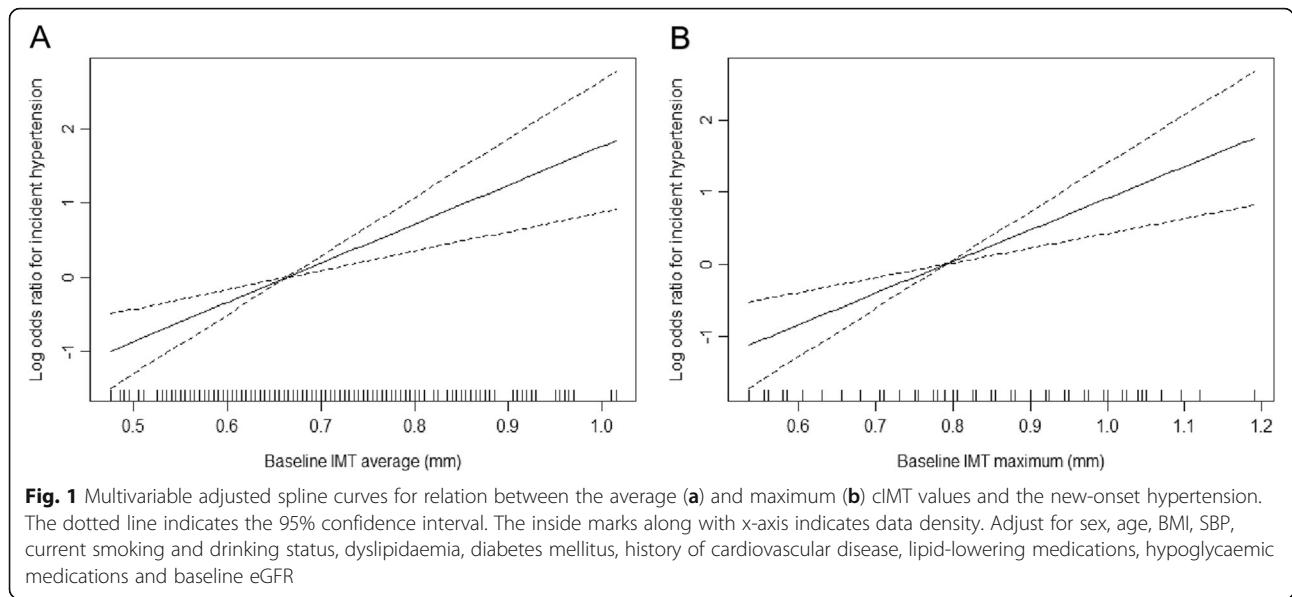 A
Log odds ratio for incident hypertension
2
1
0
-1
0.5 0.6 0.7 0.8 0.9 1.0
Baseline IMT average (mm)
B
Log odds ratio for incident hypertension
2
1
0
-1
0.6 0.7 0.8 0.9 1.0 1.1 1.2
Baseline IMT maximum (mm)
Fig. 1 Multivariable adjusted spline curves for relation between the average (a) and maximum (b) cIMT values and the new-onset hypertension.
The dotted line indicates the 95% confidence interval. The inside marks along with x-axis indicates data density. Adjust for sex, age, BMI, SBP,
current smoking and drinking status, dyslipidaemia, diabetes mellitus, history of cardiovascular disease, lipid-lowering medications, hypoglycaemic
medications and baseline eGFR